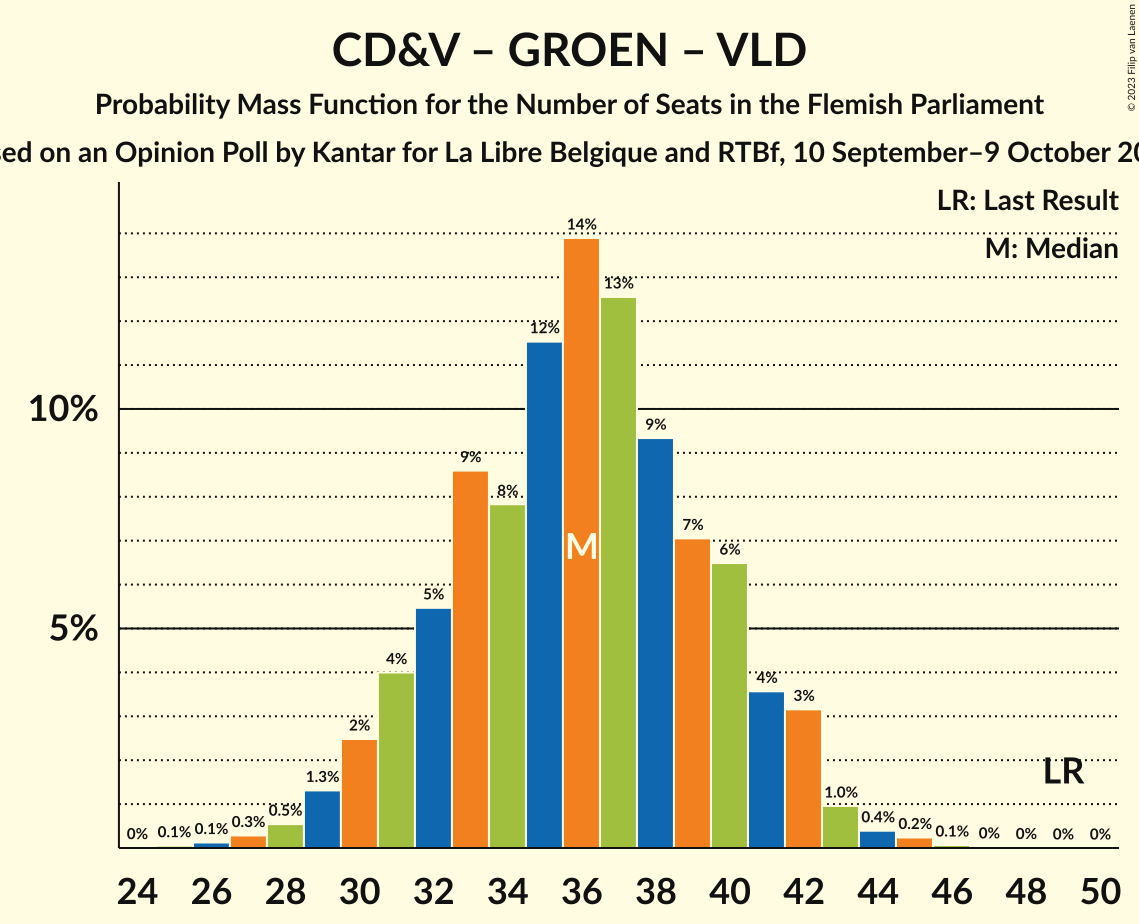 CD&V – GROEN – VLD
Probability Mass Function for the Number of Seats in the Flemish Parliament
on an Opinion Poll by Kantar for La Libre Belgique and RTBf, 10 September–9 October
© 2023 Filip van Laenen
LR: Last Result
M: Median
14%
13%
12%
10%
9%
9%
8%
7%
6%
M
5%
5%
4%
4%
3%
2%
1.3%
LR
1.0%
0% 0.1% 0.1% 0.3% 0.5% 0.4% 0.2% 0.1% 0% 0% 0% 0%
24 26 28 30 32 34 36 38 40 42 44 46 48 50